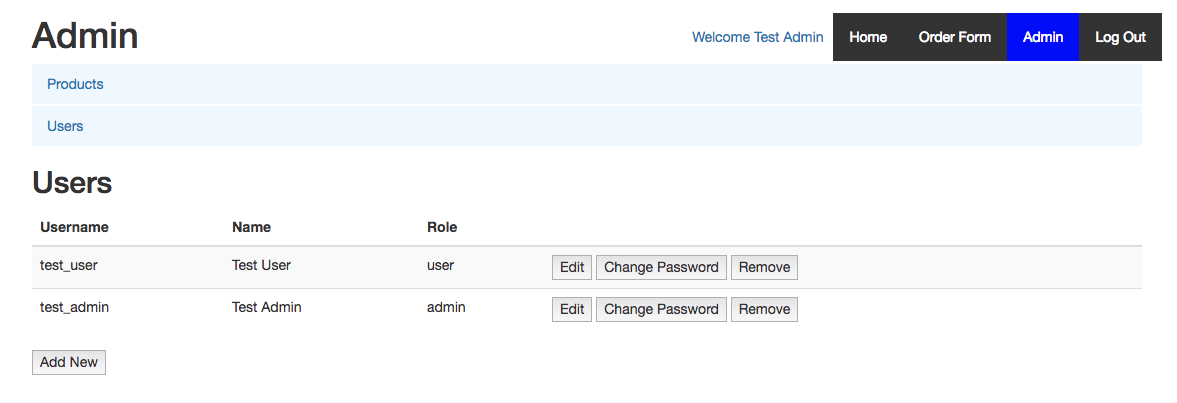 Admin
Welcome Test Admin Home Order Form Admin Log Out
Products
Users
Users
Username Name Role
test_user Test User user Edit Change Password Remove
test_admin Test Admin admin Edit Change Password Remove
Add New